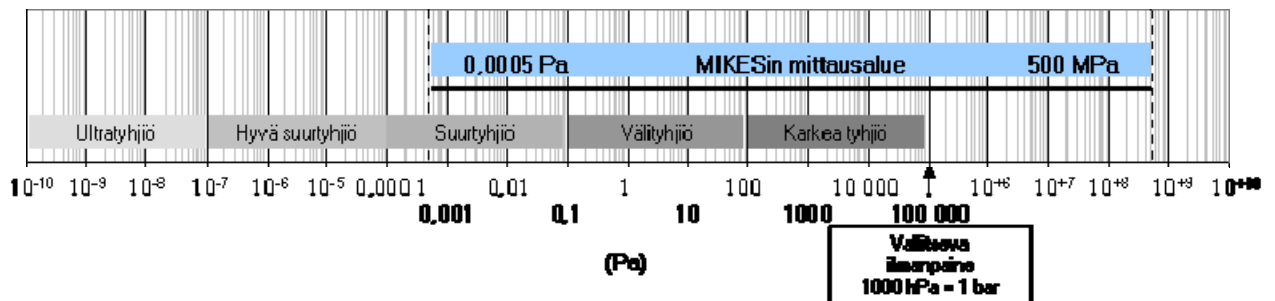 0,0005 Pa MIKESin mittausalue 500 MPa
Ultratyhjiö Hyvä suurtyhjiö Suurtyhjiö Välityhjiö Karkea tyhjiö
10⁻¹⁰ 10⁻⁹ 10⁻⁸ 10⁻⁷ 10⁻⁶ 10⁻⁵ 0,000 1 0,01 1 100 10 000 10⁺⁶ 10⁺⁷ 10⁺⁸ 10⁺⁹ 10⁺¹⁰
0,001 0,1 10 1000 100 000
(Pa)
Vallitseva
ilmanpaine
1000 hPa = 1 bar